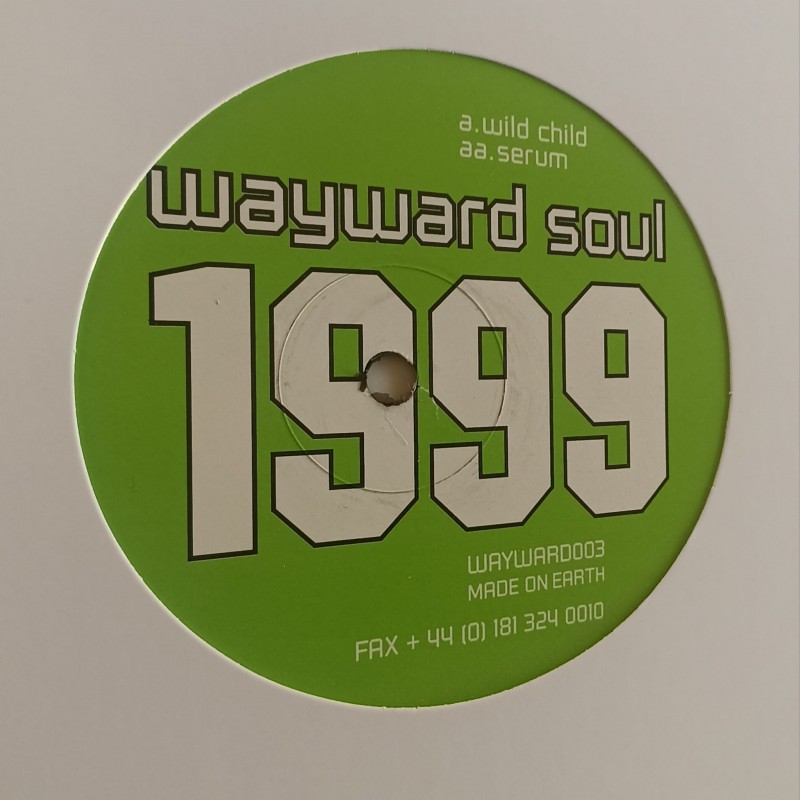 a.wild child
aa.serum
wayward soul
1999
WAYWARD003
MADE ON EARTH
FAX + 44 (0) 181 324 0010